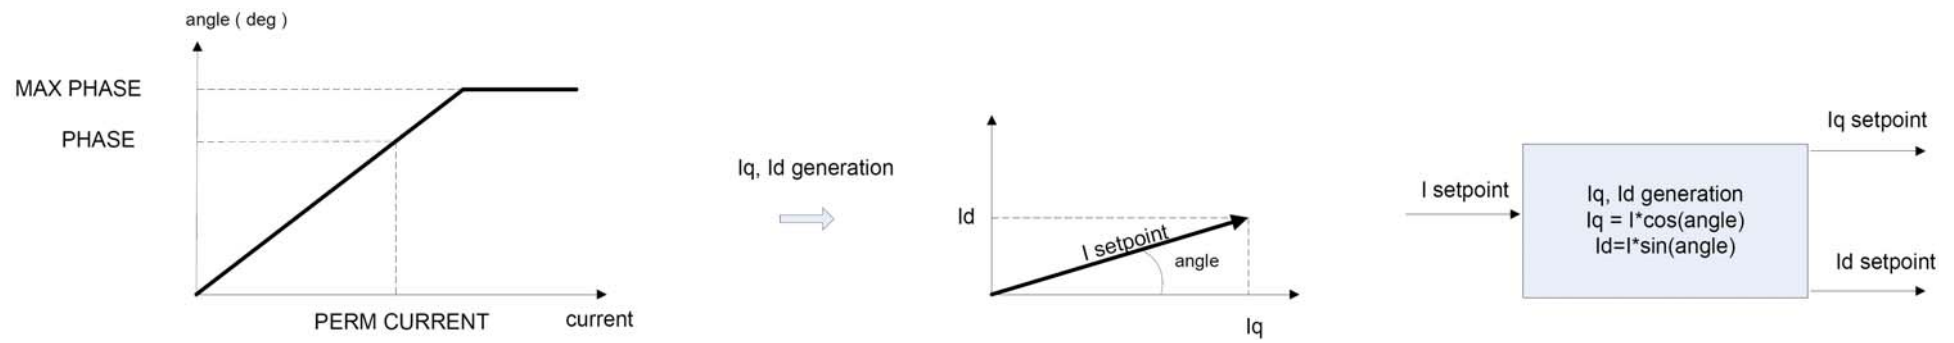 angle ( deg )
MAX PHASE
PHASE
PERM CURRENT
current
Iq, Id generation
Id
I setpoint
angle
Iq
I setpoint
Iq, Id generation
Iq = I*cos(angle)
Id=I*sin(angle)
Iq setpoint
Id setpoint